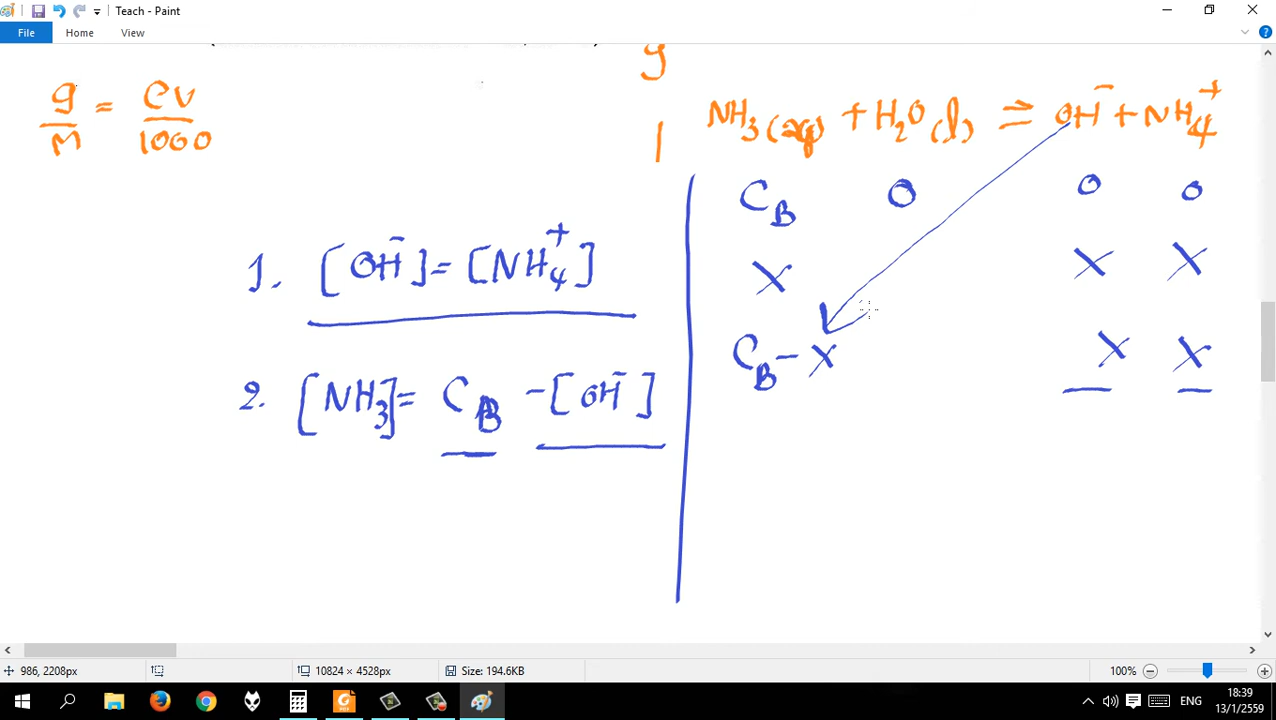 Teach - Paint
File Home View
g/M = CV/1000
NH3(aq) + H2O(l) ⇌ OH⁻ + NH4⁺
CB 0 0 0
1. [OH⁻] = [NH4⁺]
X X X
CB - X X X
2. [NH3] = CB - [OH⁻]
986, 2208px 10824 × 4528px Size: 194.6KB 100%
ENG 18:39
13/1/2559